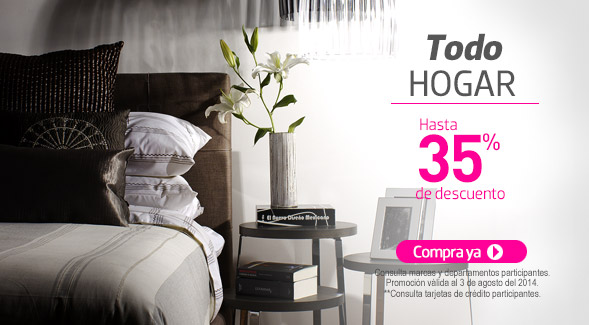 Todo
HOGAR
Hasta
35%
de descuento
Compra ya
Consulta marcas y departamentos participantes.
Promoción válida al 3 de agosto del 2014.
**Consulta tarjetas de crédito participantes.